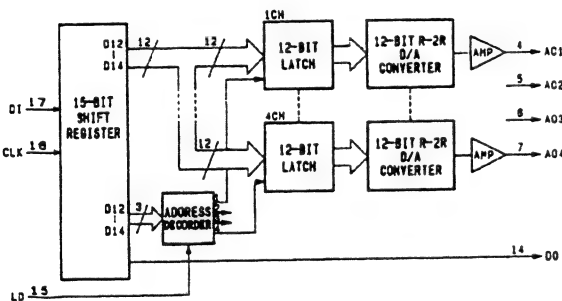 1CH
12
12
12-BIT
LATCH
12-BIT R-2R
D/A
CONVERTER
AMP
4 AO1
5 AO2
6 AO3
D12
D14
DI 17
CLK 16
15-BIT
SHIFT
REGISTER
12
4CH
12-BIT
LATCH
12-BIT R-2R
D/A
CONVERTER
AMP
7 AO4
D12
D14
3
ADDRESS
DECORDER
14 DO
LD 15